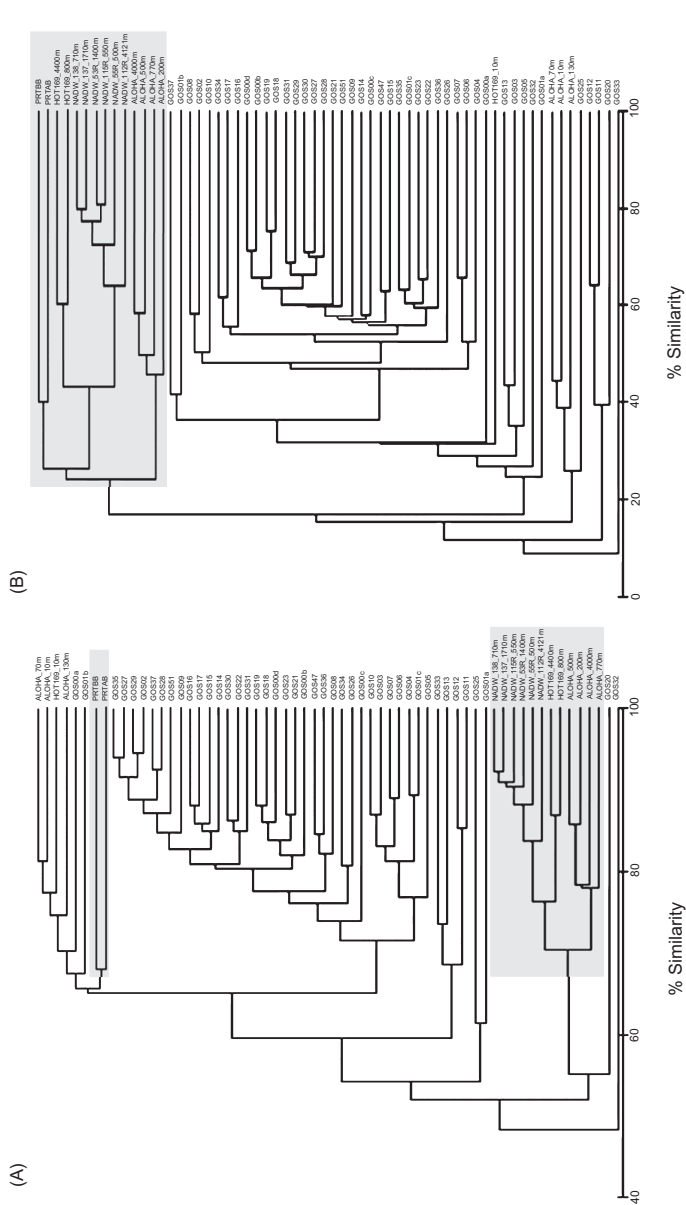 (A)
ALOHA_70m
ALOHA_10m
HOT169_10m
ALOHA_130m
GOS00a
GOS01b
PRTBB
PRTAB
GOS35
GOS27
GOS29
GOS02
GOS37
GOS28
GOS51
GOS09
GOS16
GOS17
GOS15
GOS14
GOS30
GOS22
GOS31
GOS19
GOS18
GOS00d
GOS23
GOS21
GOS00b
GOS47
GOS36
GOS08
GOS34
GOS26
GOS00c
GOS10
GOS03
GOS07
GOS06
GOS04
GOS01c
GOS05
GOS33
GOS13
GOS12
GOS11
GOS25
GOS01a
NADW_138_710m
NADW_137_1710m
NADW_115R_550m
NADW_53R_1400m
NADW_55R_500m
NADW_112R_4121m
HOT169_4400m
HOT169_800m
ALOHA_500m
ALOHA_200m
ALOHA_4000m
ALOHA_770m
GOS20
GOS32
40
60
80
100
% Similarity
(B)
PRTBB
PRTAB
HOT169_4400m
HOT169_800m
NADW_138_710m
NADW_137_1710m
NADW_53R_1400m
NADW_115R_550m
NADW_55R_500m
NADW_112R_4121m
ALOHA_4000m
ALOHA_500m
ALOHA_770m
ALOHA_200m
GOS37
GOS01b
GOS08
GOS02
GOS10
GOS34
GOS17
GOS16
GOS00d
GOS00b
GOS19
GOS18
GOS31
GOS29
GOS30
GOS27
GOS28
GOS21
GOS51
GOS09
GOS14
GOS00c
GOS47
GOS15
GOS35
GOS01c
GOS23
GOS22
GOS36
GOS26
GOS07
GOS06
GOS04
GOS00a
HOT169_10m
GOS13
GOS03
GOS05
GOS32
GOS01a
ALOHA_70m
ALOHA_10m
ALOHA_130m
GOS25
GOS12
GOS11
GOS20
GOS33
0
20
40
60
80
100
% Similarity